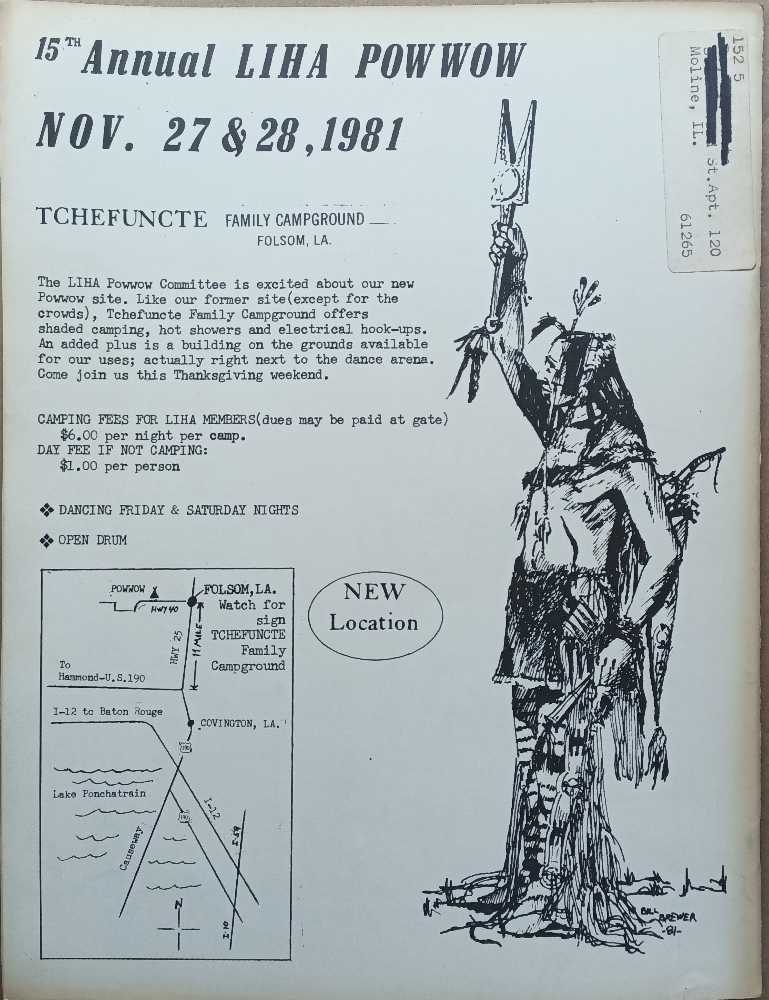 15TH Annual LIHA POWWOW
NOV. 27 & 28, 1981
TCHEFUNCTE FAMILY CAMPGROUND
FOLSOM, LA.
The LIHA Powwow Committee is excited about our new
Powwow site. Like our former site(except for the
crowds), Tchefuncte Family Campground offers
shaded camping, hot showers and electrical hook-ups.
An added plus is a building on the grounds available
for our uses; actually right next to the dance arena.
Come join us this Thanksgiving weekend.
CAMPING FEES FOR LIHA MEMBERS(dues may be paid at gate)
$6.00 per night per camp.
DAY FEE IF NOT CAMPING:
$1.00 per person
❖ DANCING FRIDAY & SATURDAY NIGHTS
❖ OPEN DRUM
POWWOW
HWY 40
FOLSOM, LA.
Watch for
sign
TCHEFUNCTE
Family
Campground
HWY 25
11 MILE
To
Hammond-U.S.190
I-12 to Baton Rouge
COVINGTON, LA.
190
Lake Ponchatrain
190
I-12
Causeway
I-59
N
I-10
NEW
Location
152 5
St.Apt. 120
Moline, IL.
61265
BILL
BREWER
-81-